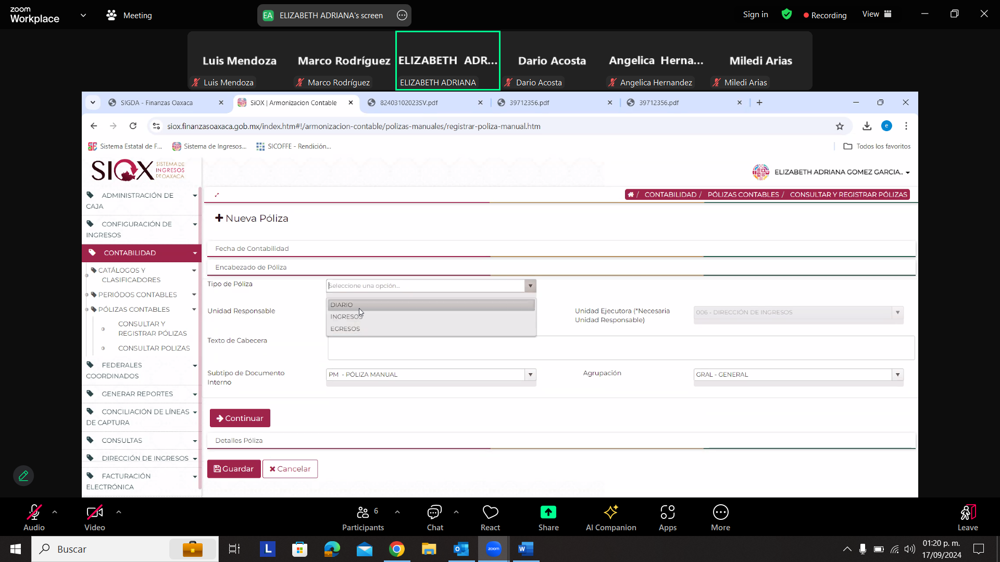 zoom
Workplace
Meeting
EA ELIZABETH ADRIANA's screen
Sign in
Recording
View
Luis Mendoza
Marco Rodríguez
ELIZABETH ADR...
Dario Acosta
Angelica Herna...
Miledi Arias
Luis Mendoza
Marco Rodríguez
ELIZABETH ADRIANA
Dario Acosta
Angelica Hernandez
Miledi Arias
SIGDA - Finanzas Oaxaca
SiOX | Armonizacion Contable
82403102023SV.pdf
39712356.pdf
39712356.pdf
siox.finanzasoaxaca.gob.mx/index.htm#!/armonizacion-contable/polizas-manuales/registrar-poliza-manual.htm
e
Sistema Estatal de F...
Sistema de Ingresos...
SICOFFE - Rendición...
Todos los favoritos
SIOX
SISTEMA DE
INGRESOS
DE OAXACA
ELIZABETH ADRIANA GOMEZ GARCIA..
ADMINISTRACIÓN DE
CAJA
CONFIGURACIÓN DE
INGRESOS
CONTABILIDAD
CATÁLOGOS Y
CLASIFICADORES
PERIÓDOS CONTABLES
PÓLIZAS CONTABLES
CONSULTAR Y
REGISTRAR PÓLIZAS
CONSULTAR POLIZAS
FEDERALES
COORDINADOS
GENERAR REPORTES
CONCILIACIÓN DE LÍNEAS
DE CAPTURA
CONSULTAS
DIRECCIÓN DE INGRESOS
FACTURACIÓN
ELECTRÓNICA
/ CONTABILIDAD / PÓLIZAS CONTABLES / CONSULTAR Y REGISTRAR PÓLIZAS
Nueva Póliza
Fecha de Contabilidad
Encabezado de Póliza
Tipo de Póliza
Seleccione una opción...
DIARIO
INGRESOS
EGRESOS
Unidad Responsable
Unidad Ejecutora (*Necesaria
Unidad Responsable)
006 - DIRECCIÓN DE INGRESOS
Texto de Cabecera
Subtipo de Documento
Interno
PM - PÓLIZA MANUAL
Agrupación
GRAL - GENERAL
Continuar
Detalles Póliza
Guardar
Cancelar
Audio
Video
6
Participants
Chat
React
Share
AI Companion
Apps
More
Leave
Buscar
L
zoom
W
01:20 p. m.
17/09/2024